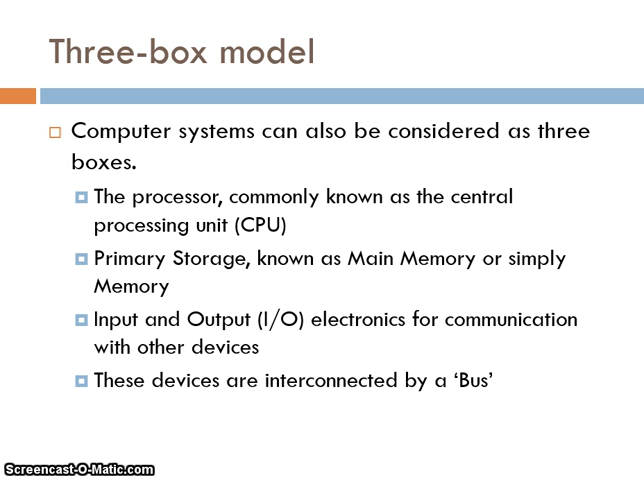 Three-box model
Computer systems can also be considered as three
boxes.
The processor, commonly known as the central
processing unit (CPU)
Primary Storage, known as Main Memory or simply
Memory
Input and Output (I/O) electronics for communication
with other devices
These devices are interconnected by a ‘Bus’
Screencast-O-Matic.com